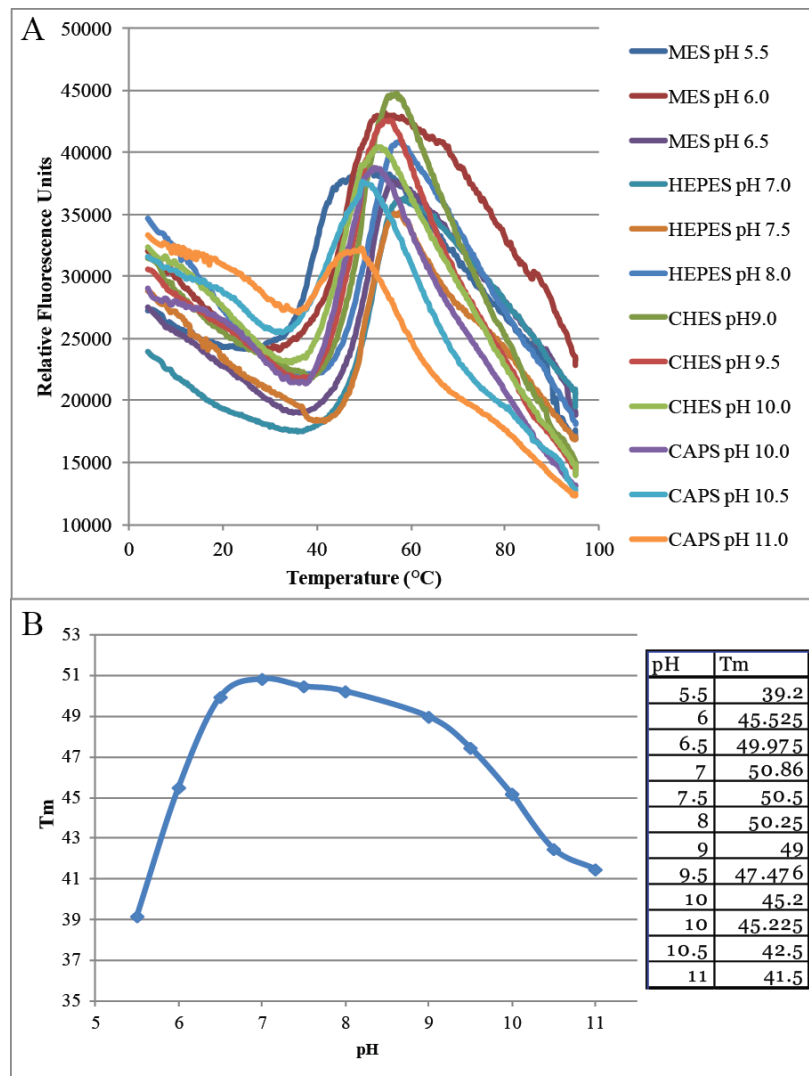 A
50000
45000
40000
35000
30000
25000
20000
15000
10000
Relative Fluorescence Units
0 20 40 60 80 100
Temperature (°C)
MES pH 5.5
MES pH 6.0
MES pH 6.5
HEPES pH 7.0
HEPES pH 7.5
HEPES pH 8.0
CHES pH9.0
CHES pH 9.5
CHES pH 10.0
CAPS pH 10.0
CAPS pH 10.5
CAPS pH 11.0
B
53
51
49
47
45
43
41
39
37
35
Tm
5 6 7 8 9 10 11
pH
pH Tm
5.5 39.2
6 45.525
6.5 49.975
7 50.86
7.5 50.5
8 50.25
9 49
9.5 47.476
10 45.2
10 45.225
10.5 42.5
11 41.5